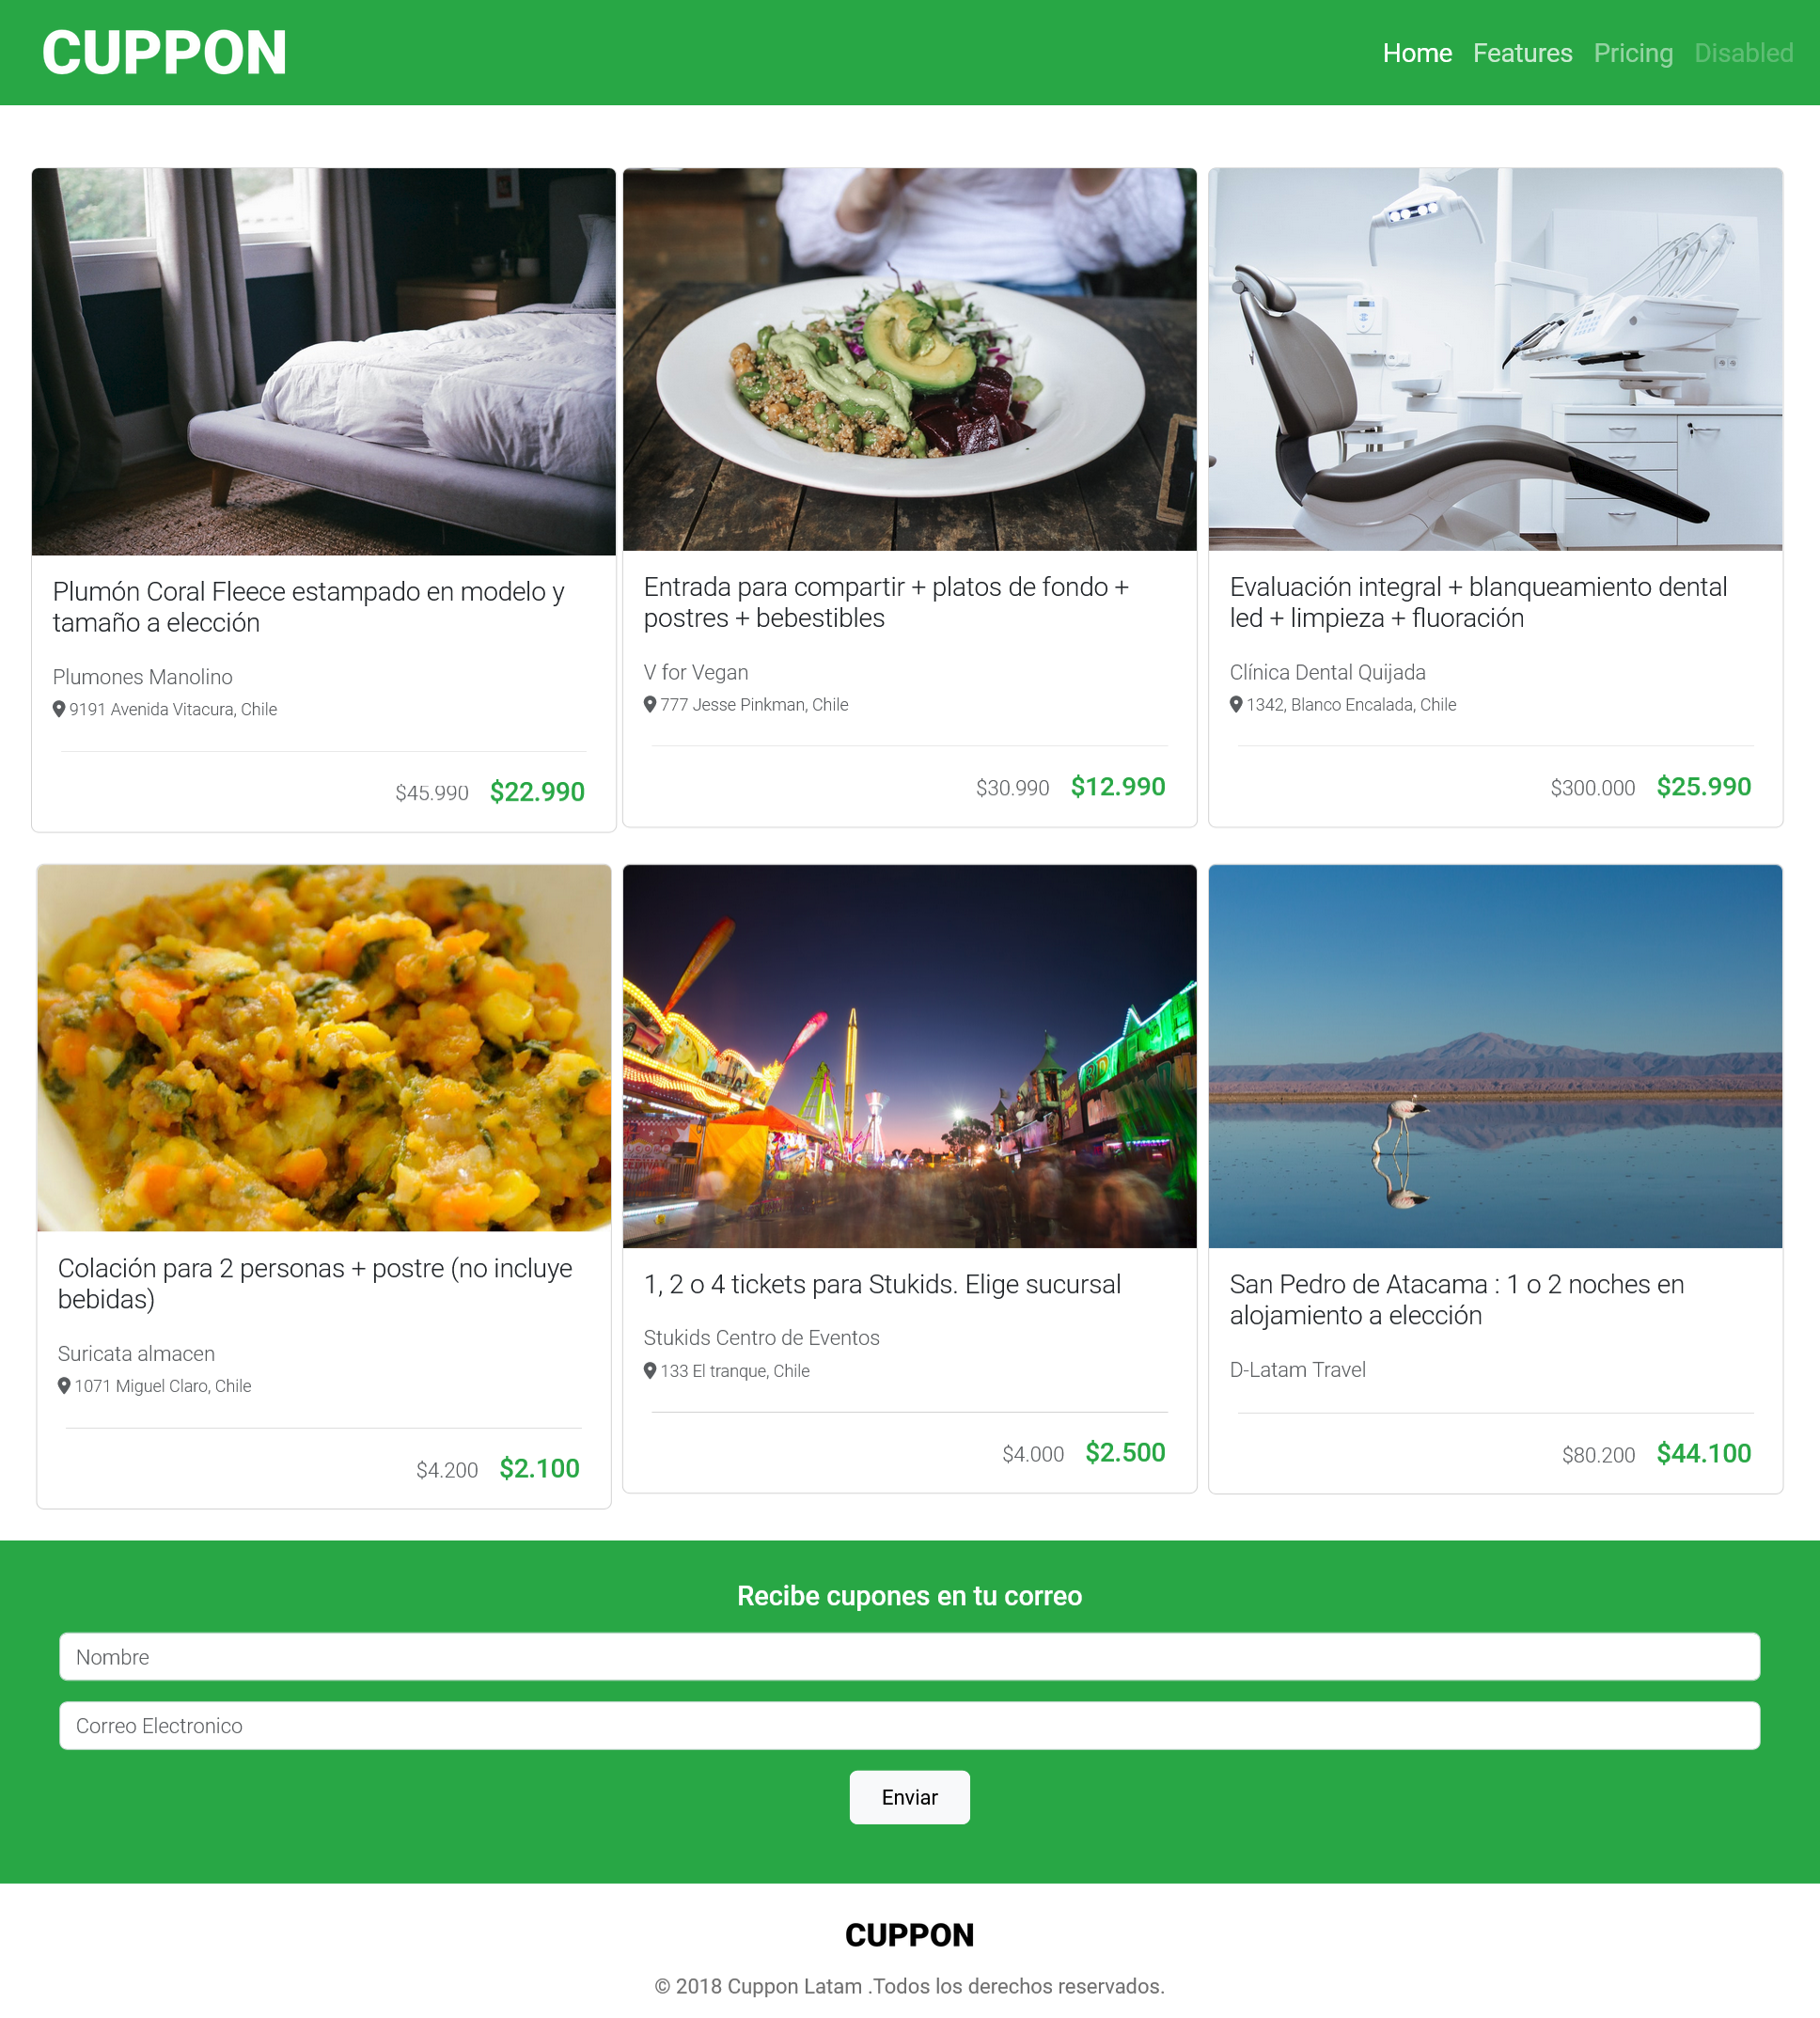 CUPPON
Home Features Pricing Disabled
Plumón Coral Fleece estampado en modelo y
tamaño a elección
Plumones Manolino
9191 Avenida Vitacura, Chile
$45.990 $22.990
Entrada para compartir + platos de fondo +
postres + bebestibles
V for Vegan
777 Jesse Pinkman, Chile
$30.990 $12.990
Evaluación integral + blanqueamiento dental
led + limpieza + fluoración
Clínica Dental Quijada
1342, Blanco Encalada, Chile
$300.000 $25.990
Colación para 2 personas + postre (no incluye
bebidas)
Suricata almacen
1071 Miguel Claro, Chile
$4.200 $2.100
1, 2 o 4 tickets para Stukids. Elige sucursal
Stukids Centro de Eventos
133 El tranque, Chile
$4.000 $2.500
San Pedro de Atacama : 1 o 2 noches en
alojamiento a elección
D-Latam Travel
$80.200 $44.100
Recibe cupones en tu correo
Nombre
Correo Electronico
Enviar
CUPPON
© 2018 Cuppon Latam .Todos los derechos reservados.